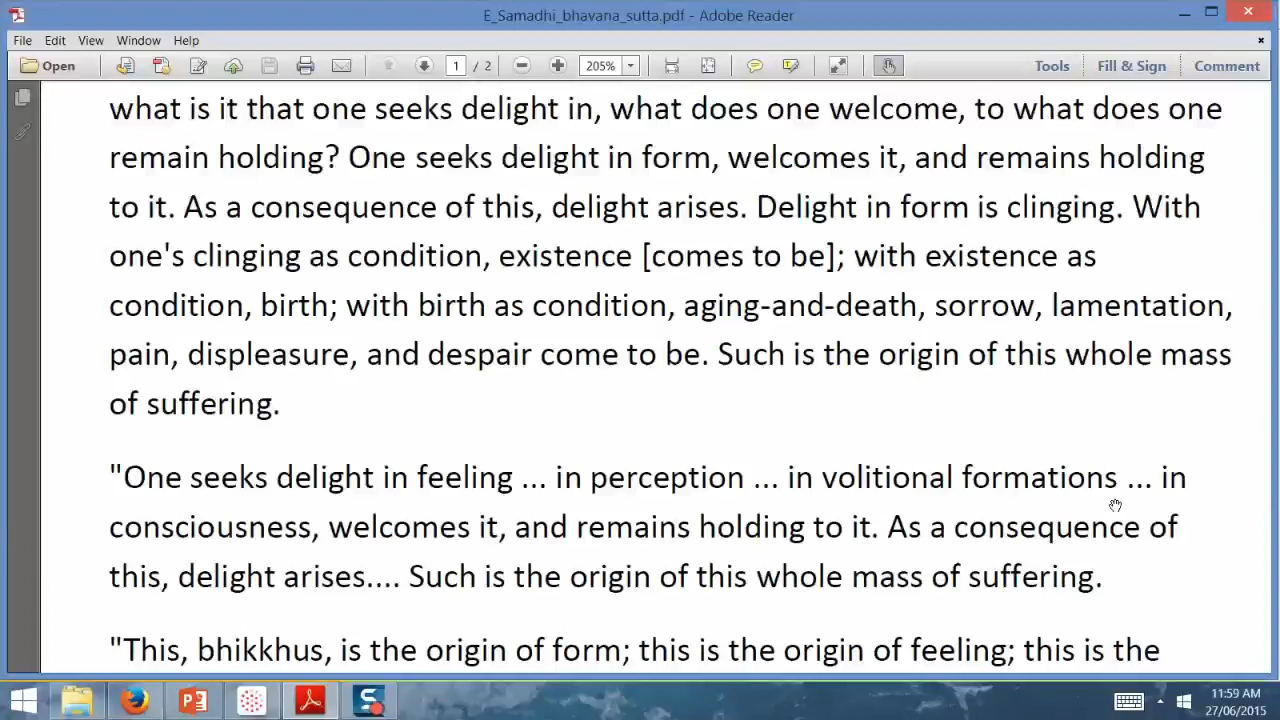 E_Samadhi_bhavana_sutta.pdf - Adobe Reader
File Edit View Window Help
Open 1 / 2 205% Tools Fill & Sign Comment
what is it that one seeks delight in, what does one welcome, to what does one
remain holding? One seeks delight in form, welcomes it, and remains holding
to it. As a consequence of this, delight arises. Delight in form is clinging. With
one's clinging as condition, existence [comes to be]; with existence as
condition, birth; with birth as condition, aging-and-death, sorrow, lamentation,
pain, displeasure, and despair come to be. Such is the origin of this whole mass
of suffering.
"One seeks delight in feeling ... in perception ... in volitional formations ... in
consciousness, welcomes it, and remains holding to it. As a consequence of
this, delight arises.... Such is the origin of this whole mass of suffering.
"This, bhikkhus, is the origin of form; this is the origin of feeling; this is the
11:59 AM
27/06/2015